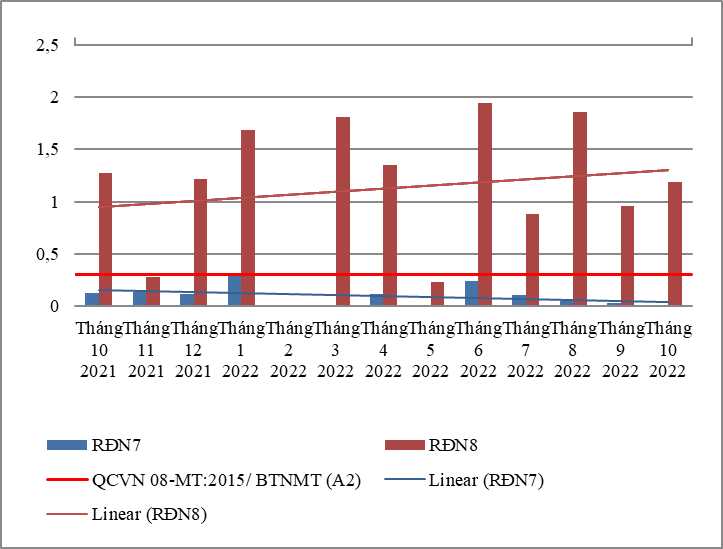 2,5
2
1,5
1
0,5
0
Tháng Tháng Tháng Tháng Tháng Tháng Tháng Tháng Tháng Tháng Tháng Tháng Tháng
10 11 12 1 2 3 4 5 6 7 8 9 10
2021 2021 2021 2022 2022 2022 2022 2022 2022 2022 2022 2022 2022
RĐN7 RĐN8
QCVN 08-MT:2015/ BTNMT (A2) Linear (RĐN7)
Linear (RĐN8)